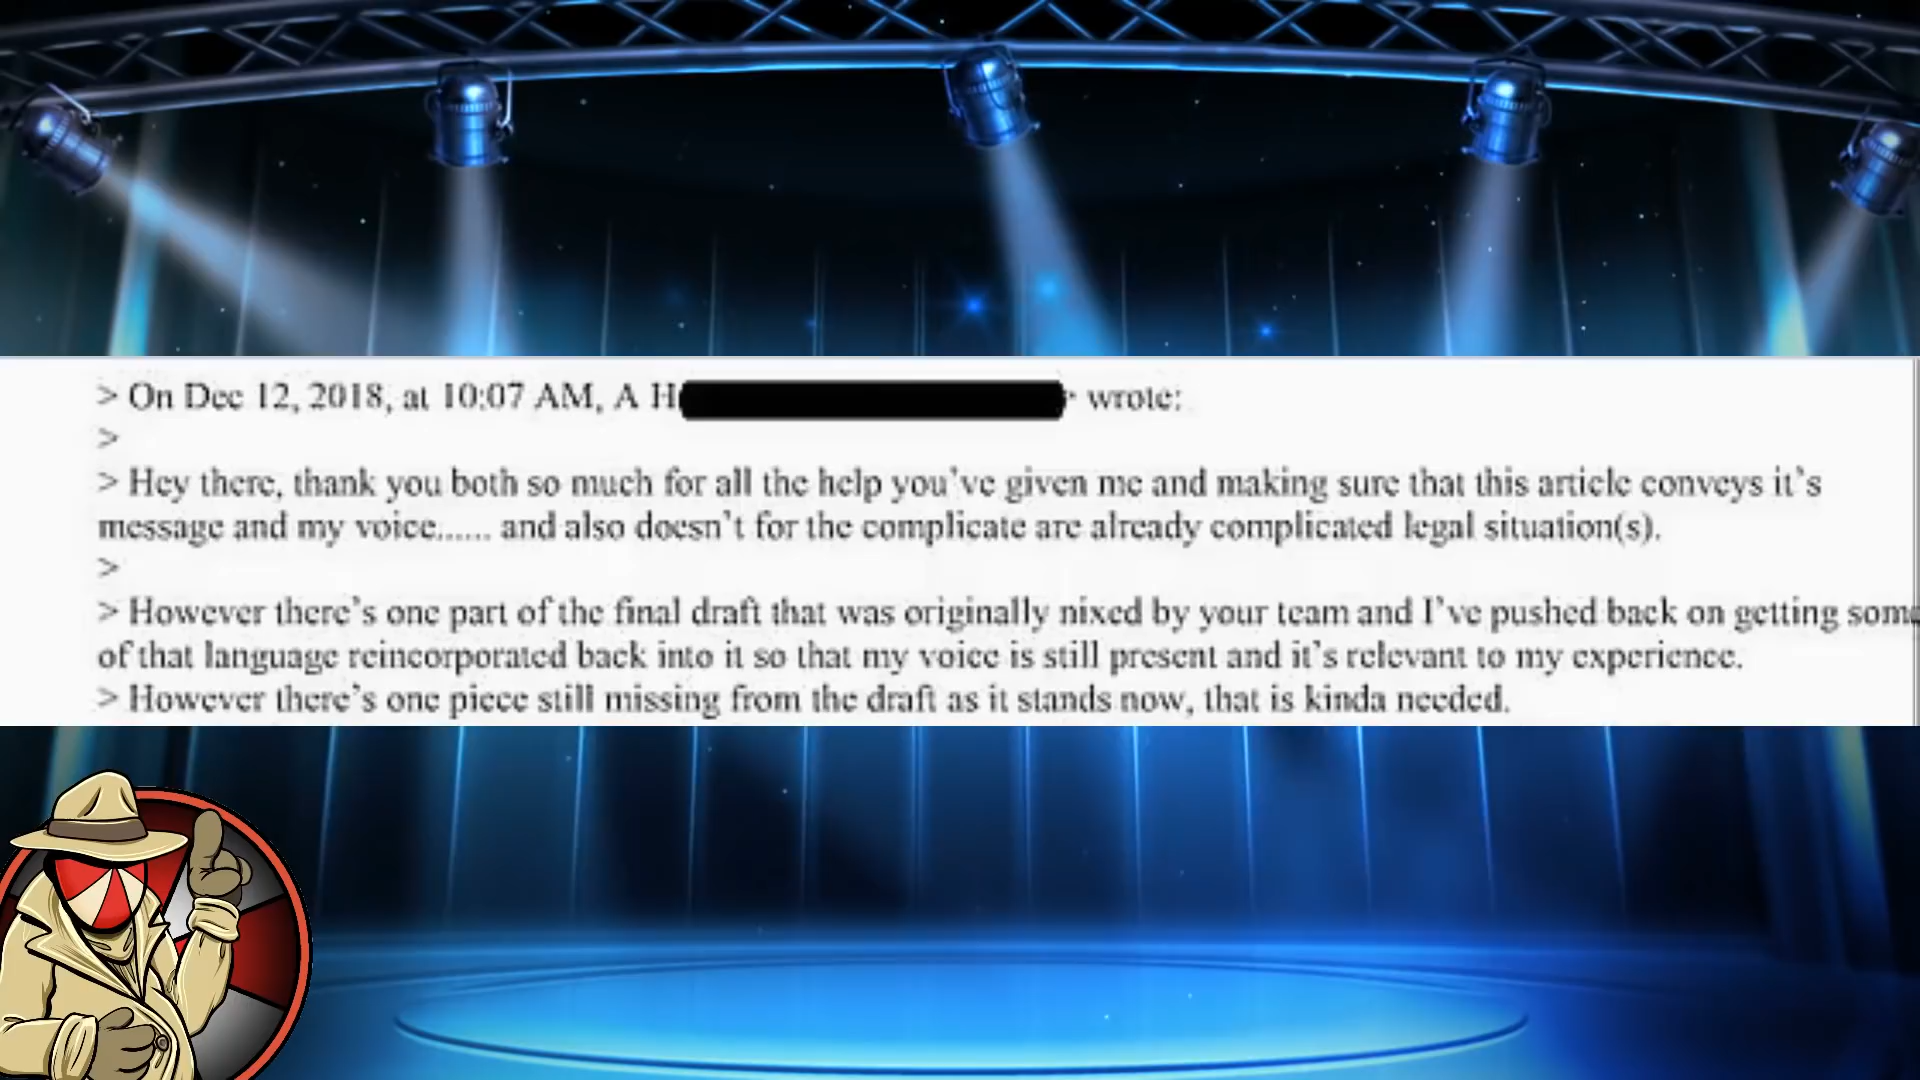 > On Dec 12, 2018, at 10:07 AM, A H wrote:
>
> Hey there, thank you both so much for all the help you've given me and making sure that this article conveys it's
message and my voice...... and also doesn't for the complicate are already complicated legal situation(s).
>
> However there's one part of the final draft that was originally nixed by your team and I've pushed back on getting some
of that language reincorporated back into it so that my voice is still present and it's relevant to my experience.
> However there's one piece still missing from the draft as it stands now, that is kinda needed.